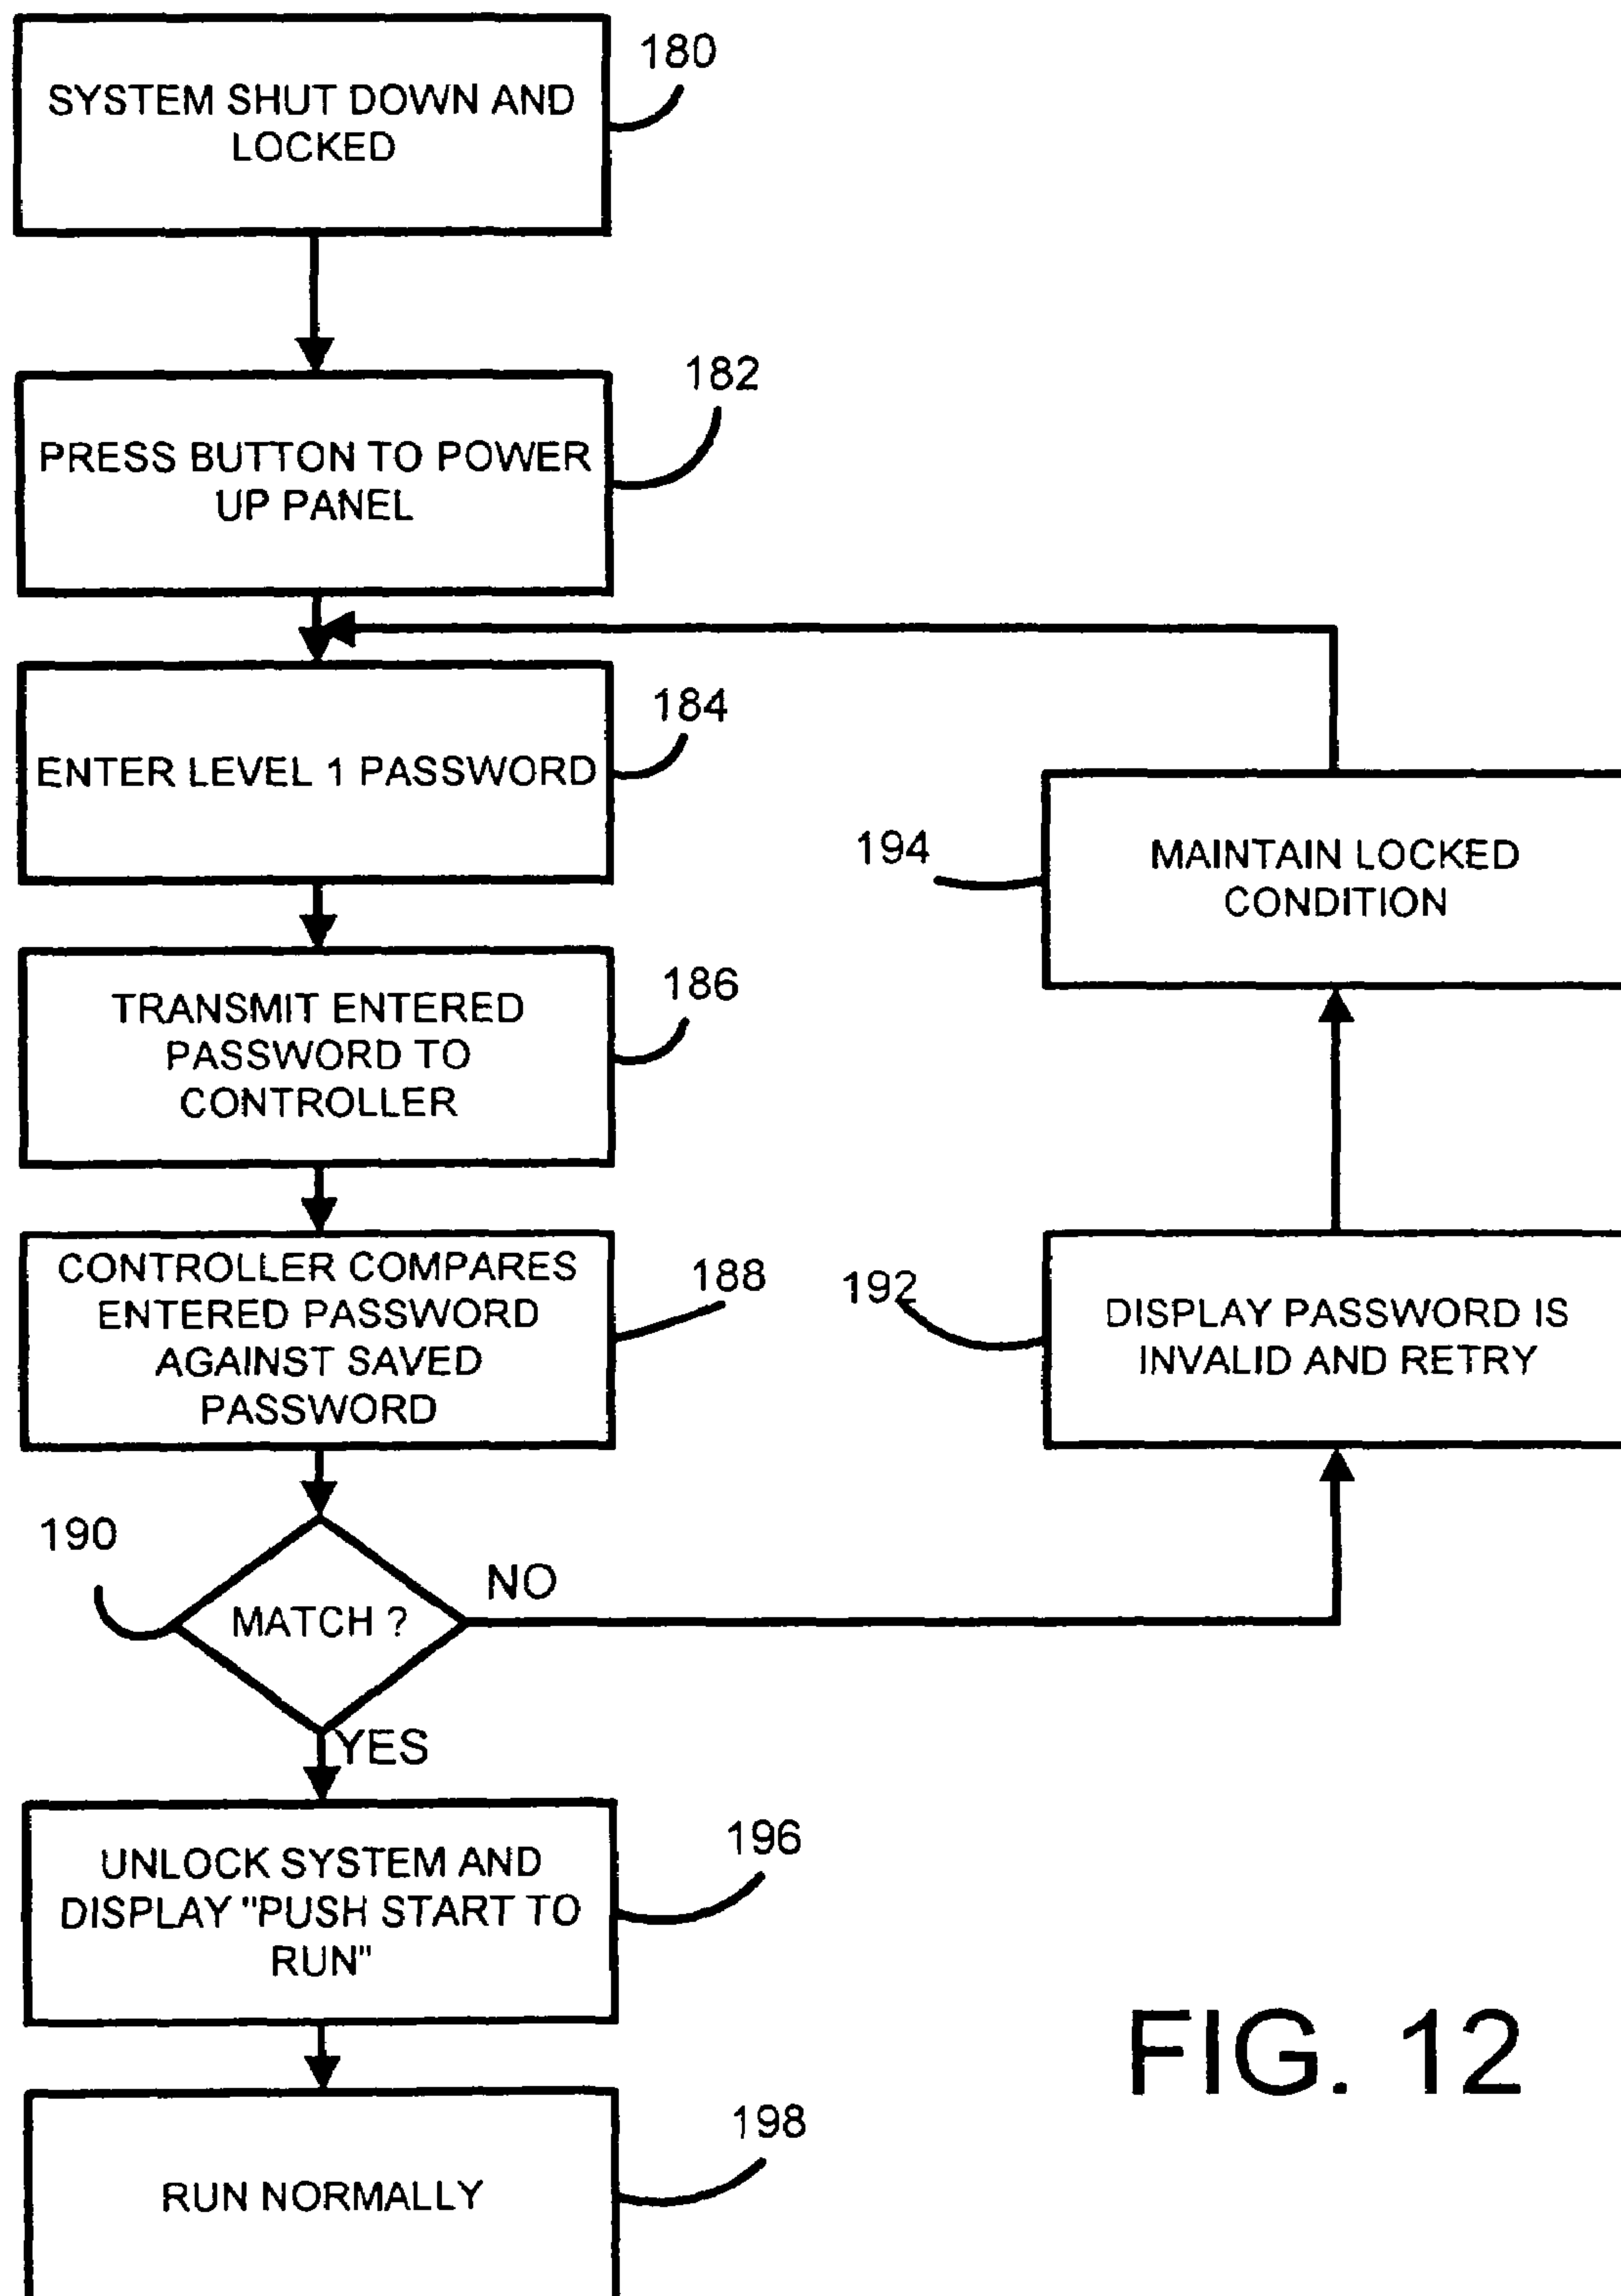 180
SYSTEM SHUT DOWN AND
LOCKED
182
PRESS BUTTON TO POWER
UP PANEL
184
ENTER LEVEL 1 PASSWORD
194
MAINTAIN LOCKED
CONDITION
186
TRANSMIT ENTERED
PASSWORD TO
CONTROLLER
188
CONTROLLER COMPARES
ENTERED PASSWORD
AGAINST SAVED
PASSWORD
192
DISPLAY PASSWORD IS
INVALID AND RETRY
190
MATCH ?
NO
YES
196
UNLOCK SYSTEM AND
DISPLAY "PUSH START TO
RUN"
198
RUN NORMALLY
FIG. 12